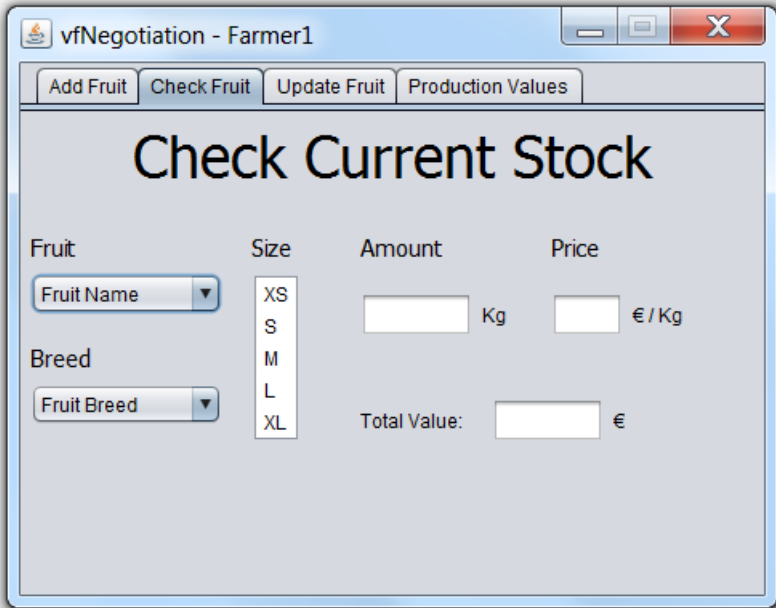 vfNegotiation - Farmer1
Add Fruit Check Fruit Update Fruit Production Values
Check Current Stock
Fruit Size Amount Price
Fruit Name
XS
S
M
L
XL
Kg
€ / Kg
Breed
Fruit Breed
Total Value: €